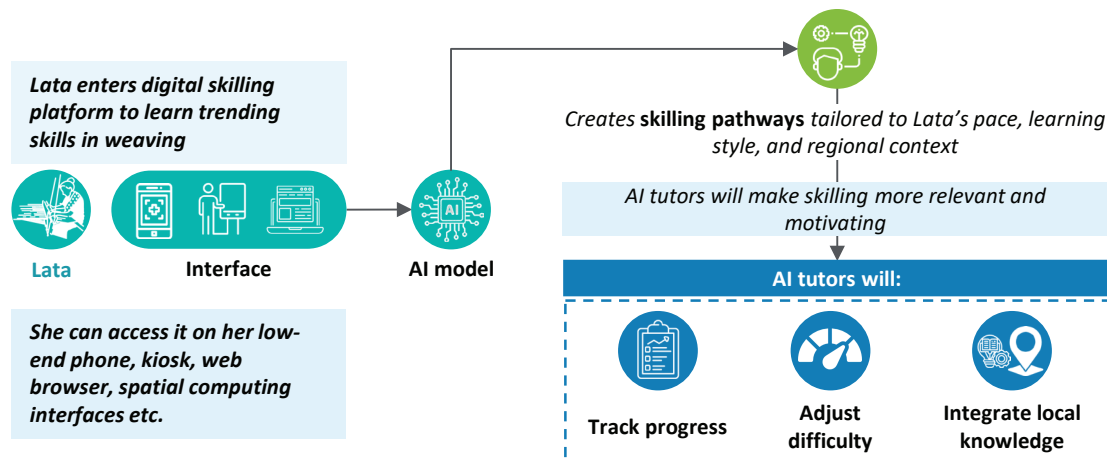 Lata enters digital skilling
platform to learn trending
skills in weaving
Lata
Interface
AI
AI model
She can access it on her low-
end phone, kiosk, web
browser, spatial computing
interfaces etc.
Creates skilling pathways tailored to Lata’s pace, learning
style, and regional context
AI tutors will make skilling more relevant and
motivating
AI tutors will:
Track progress
Adjust
difficulty
Integrate local
knowledge